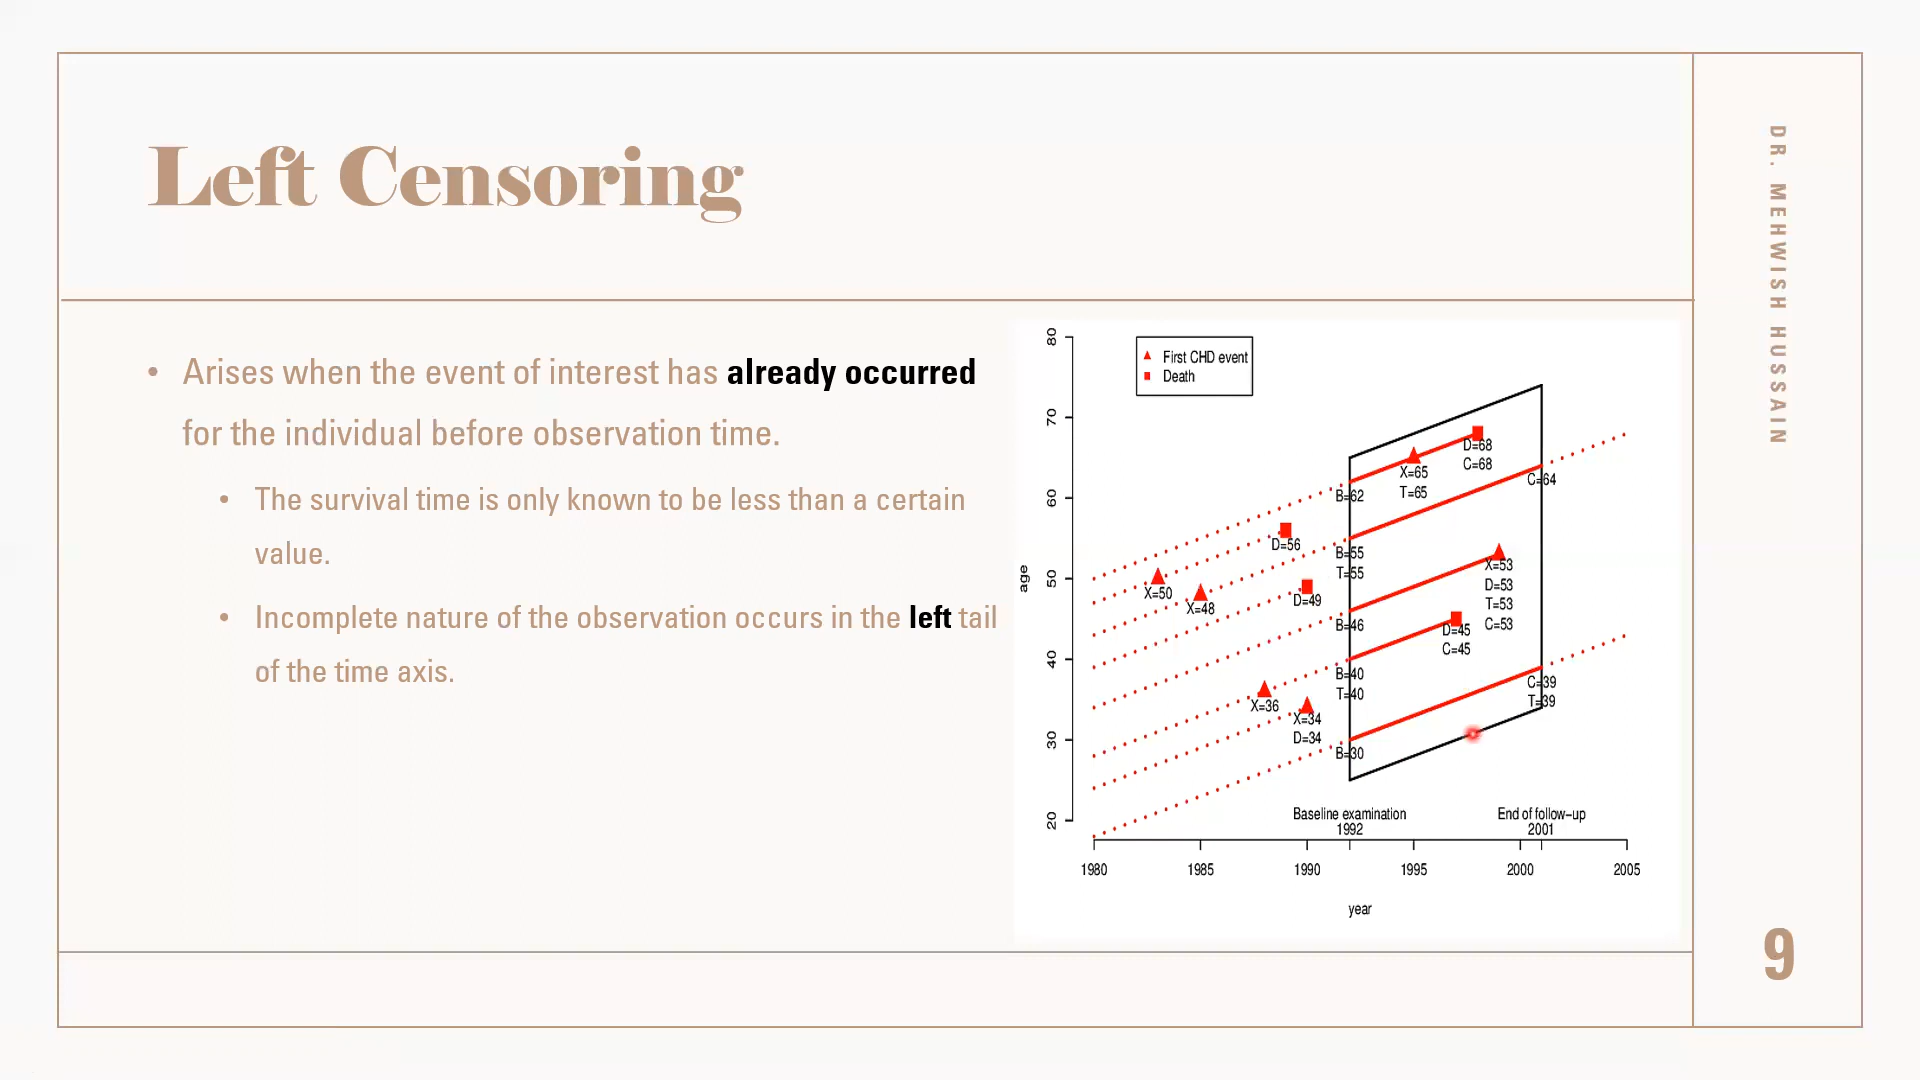 Left Censoring
• Arises when the event of interest has already occurred
for the individual before observation time.
• The survival time is only known to be less than a certain
value.
• Incomplete nature of the observation occurs in the left tail
of the time axis.
First CHD event
Death
age
80
70
60
50
40
30
20
D=68
C=68
X=65
T=65
C=64
B=62
D=56
B=55
T=55
X=53
D=53
T=53
C=53
X=50
X=48
D=49
B=46
D=45
C=45
B=40
T=40
C=39
T=39
X=36
X=34
D=34
B=30
Baseline examination
1992
End of follow-up
2001
1980
1985
1990
1995
2000
2005
year
DR. MEHWISH HUSSAIN
9